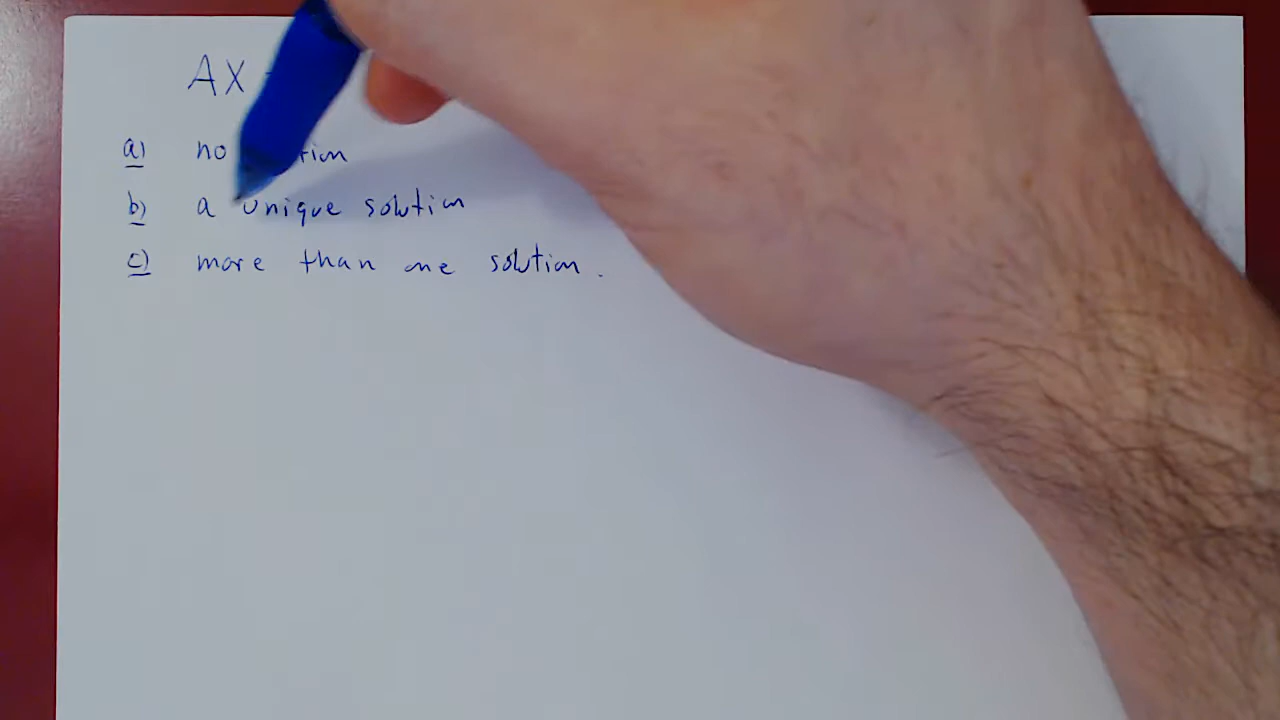 AX
a) no
b) a unique solution
c) more than one solution.